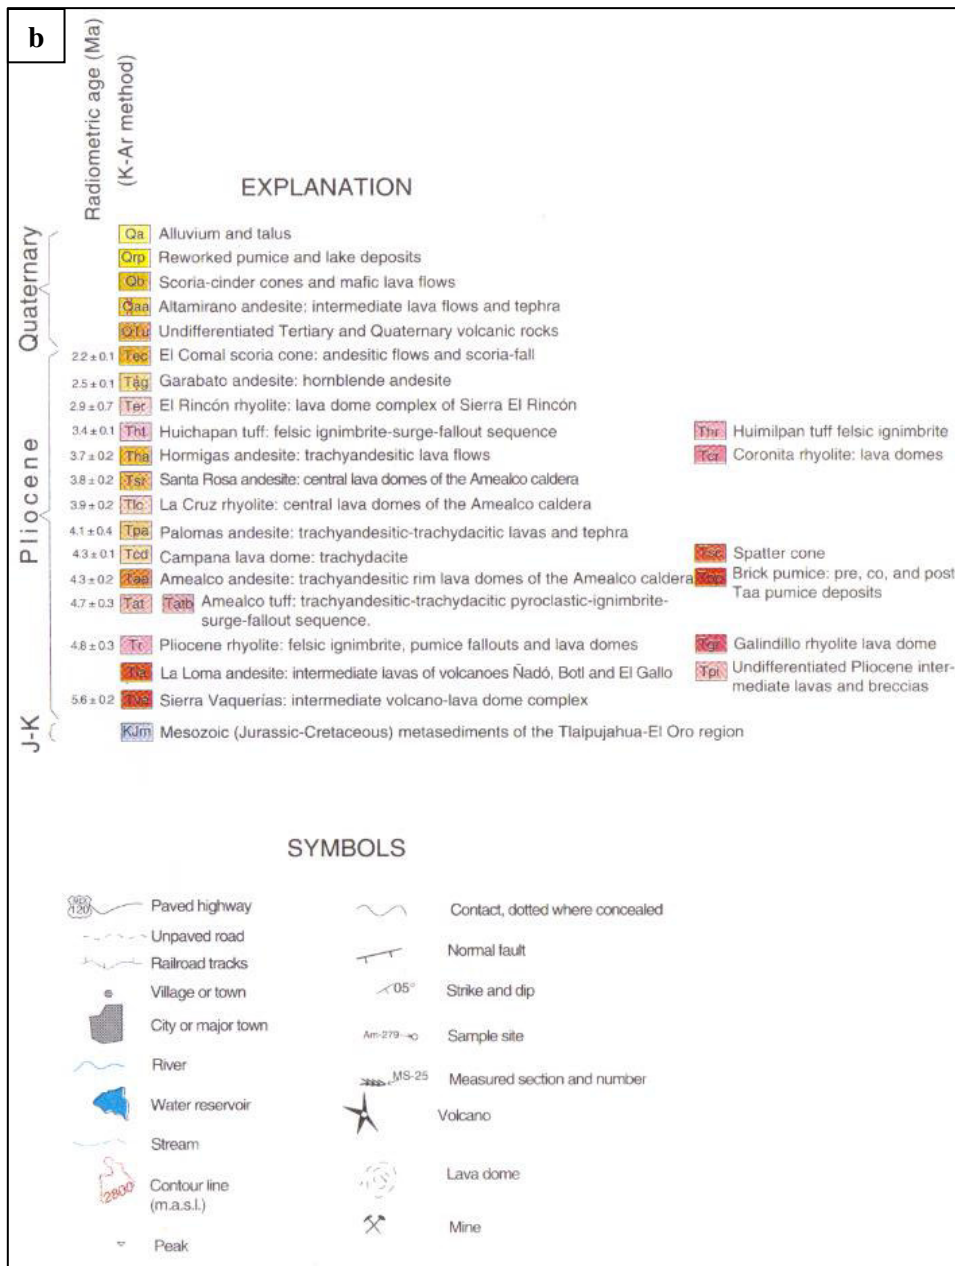 b
Radiometric age (Ma)
(K-Ar method)
EXPLANATION
Quaternary
Qa Alluvium and talus
Qrp Reworked pumice and lake deposits
Qb Scoria-cinder cones and mafic lava flows
Qaa Altamirano andesite: intermediate lava flows and tephra
QTu Undifferentiated Tertiary and Quaternary volcanic rocks
Pliocene
2.2 ± 0.1 Tec El Comal scoria cone: andesitic flows and scoria-fall
2.5 ± 0.1 Tag Garabato andesite: hornblende andesite
2.9 ± 0.7 Ter El Rincón rhyolite: lava dome complex of Sierra El Rincón
3.4 ± 0.1 Tht Huichapan tuff: felsic ignimbrite-surge-fallout sequence
Thr Huimilpan tuff felsic ignimbrite
3.7 ± 0.2 Tha Hormigas andesite: trachyandesitic lava flows
Tcr Coronita rhyolite: lava domes
3.8 ± 0.2 Tsr Santa Rosa andesite: central lava domes of the Amealco caldera
3.9 ± 0.2 Tlc La Cruz rhyolite: central lava domes of the Amealco caldera
4.1 ± 0.4 Tpa Palomas andesite: trachyandesitic-trachydacitic lavas and tephra
4.3 ± 0.1 Tcd Campana lava dome: trachydacite
Tsc Spatter cone
4.3 ± 0.2 Taa Amealco andesite: trachyandesitic rim lava domes of the Amealco caldera
Brick pumice: pre, co, and post
Taa pumice deposits
4.7 ± 0.3 Tat Tatb Amealco tuff: trachyandesitic-trachydacitic pyroclastic-ignimbrite-
surge-fallout sequence.
4.8 ± 0.3 Tr Pliocene rhyolite: felsic ignimbrite, pumice fallouts and lava domes
Tgr Galindillo rhyolite lava dome
La Loma andesite: intermediate lavas of volcanoes Ñadó, Botl and El Gallo
Tpi Undifferentiated Pliocene inter-
mediate lavas and breccias
5.6 ± 0.2 Sierra Vaquerías: intermediate volcano-lava dome complex
J-K
KJm Mesozoic (Jurassic-Cretaceous) metasediments of the Tlalpujahua-El Oro region
SYMBOLS
MEX
120 Paved highway
Unpaved road
Railroad tracks
Village or town
City or major town
River
Water reservoir
Stream
2800 Contour line
(m.a.s.l.)
Peak
Contact, dotted where concealed
Normal fault
05° Strike and dip
Am-279 Sample site
MS-25 Measured section and number
Volcano
Lava dome
Mine